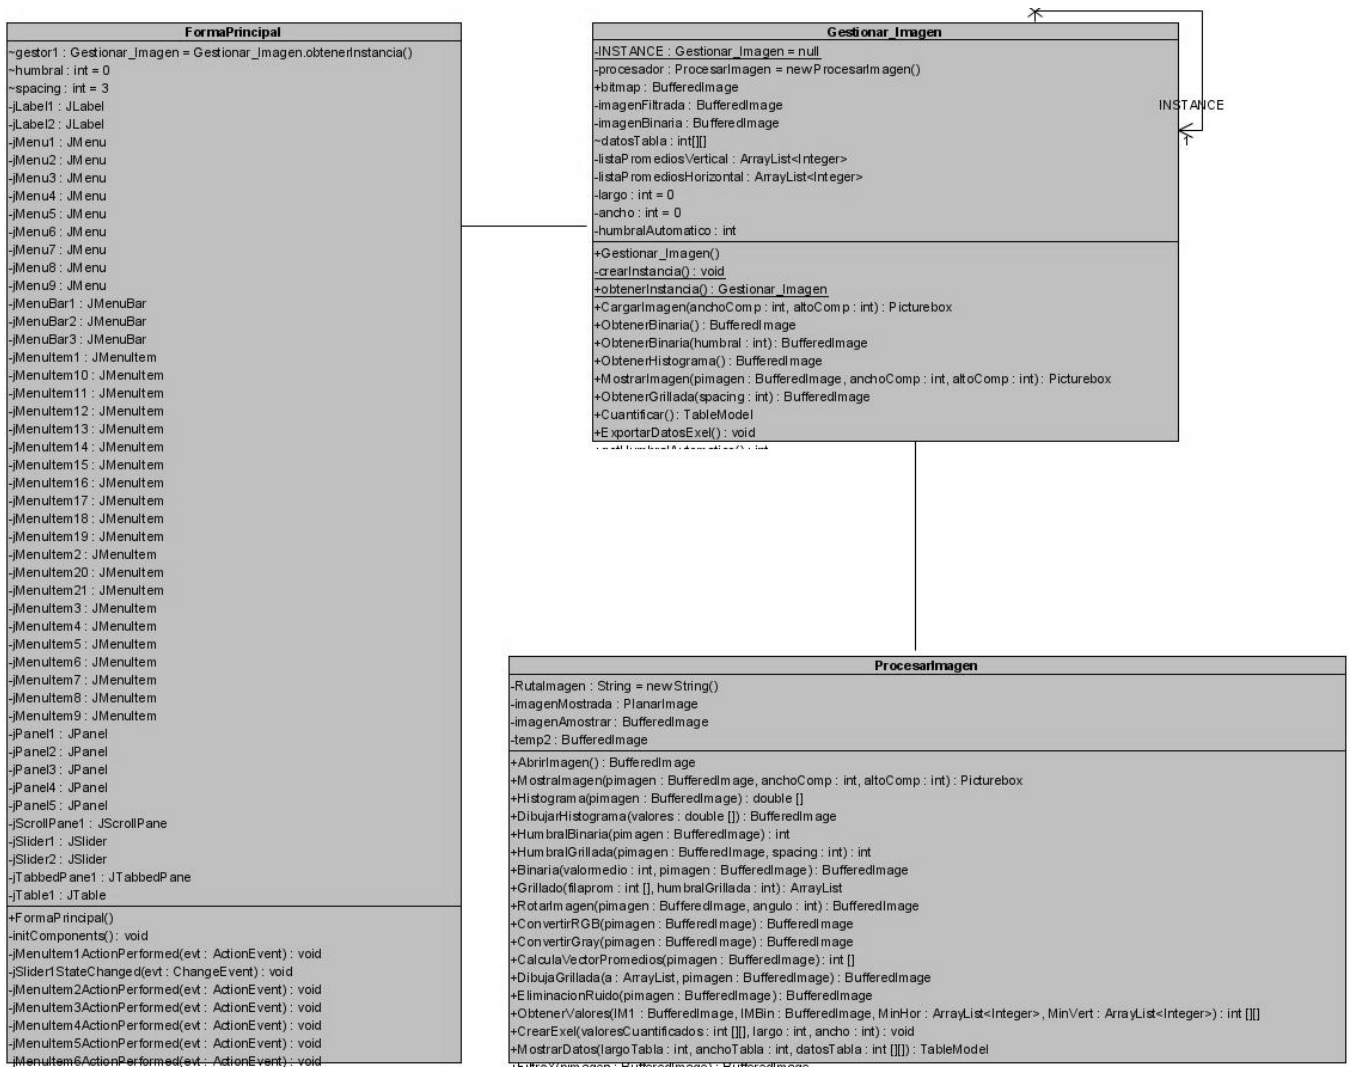 FormaPrincipal
~gestor1 : Gestionar_Imagen = Gestionar_Imagen.obtenerInstancia()
~humbral : int = 0
~spacing : int = 3
-jLabel1 : JLabel
-jLabel2 : JLabel
-jMenu1 : JMenu
-jMenu2 : JMenu
-jMenu3 : JMenu
-jMenu4 : JMenu
-jMenu5 : JMenu
-jMenu6 : JMenu
-jMenu7 : JMenu
-jMenu8 : JMenu
-jMenu9 : JMenu
-jMenuBar1 : JMenuBar
-jMenuBar2 : JMenuBar
-jMenuBar3 : JMenuBar
-jMenuItem1 : JMenuItem
-jMenuItem10 : JMenuItem
-jMenuItem11 : JMenuItem
-jMenuItem12 : JMenuItem
-jMenuItem13 : JMenuItem
-jMenuItem14 : JMenuItem
-jMenuItem15 : JMenuItem
-jMenuItem16 : JMenuItem
-jMenuItem17 : JMenuItem
-jMenuItem18 : JMenuItem
-jMenuItem19 : JMenuItem
-jMenuItem2 : JMenuItem
-jMenuItem20 : JMenuItem
-jMenuItem21 : JMenuItem
-jMenuItem3 : JMenuItem
-jMenuItem4 : JMenuItem
-jMenuItem5 : JMenuItem
-jMenuItem6 : JMenuItem
-jMenuItem7 : JMenuItem
-jMenuItem8 : JMenuItem
-jMenuItem9 : JMenuItem
-jPanel1 : JPanel
-jPanel2 : JPanel
-jPanel3 : JPanel
-jPanel4 : JPanel
-jPanel5 : JPanel
-jScrollPane1 : JScrollPane
-jSlider1 : JSlider
-jSlider2 : JSlider
-jTabbedPane1 : JTabbedPane
-jTable1 : JTable
+FormaPrincipal()
-initComponents() : void
-jMenuItem1ActionPerformed(evt : ActionEvent) : void
-jSlider1StateChanged(evt : ChangeEvent) : void
-jMenuItem2ActionPerformed(evt : ActionEvent) : void
-jMenuItem3ActionPerformed(evt : ActionEvent) : void
-jMenuItem4ActionPerformed(evt : ActionEvent) : void
-jMenuItem5ActionPerformed(evt : ActionEvent) : void
-jMenuItem6ActionPerformed(evt : ActionEvent) : void
Gestionar_Imagen
-INSTANCE : Gestionar_Imagen = null
-procesador : ProcesarImagen = new ProcesarImagen()
+bitmap : BufferedImage
-imagenFiltrada : BufferedImage
-imagenBinaria : BufferedImage
~datosTabla : int[][]
-listaPromediosVertical : ArrayList<Integer>
-listaPromediosHorizontal : ArrayList<Integer>
-largo : int = 0
-ancho : int = 0
-humbralAutomatico : int
+Gestionar_Imagen()
-crearInstancia() : void
+obtenerInstancia() : Gestionar_Imagen
+CargarImagen(anchoComp : int, altoComp : int) : Picturebox
+ObtenerBinaria() : BufferedImage
+ObtenerBinaria(humbral : int) : BufferedImage
+ObtenerHistograma() : BufferedImage
+MostrarImagen(pimagen : BufferedImage, anchoComp : int, altoComp : int) : Picturebox
+ObtenerGrillada(spacing : int) : BufferedImage
+Cuantificar() : TableModel
+ExportarDatosExel() : void
INSTANCE
1
ProcesarImagen
-RutaImagen : String = new String()
-imagenMostrada : PlanarImage
-imagenAmostrar : BufferedImage
-temp2 : BufferedImage
+AbrirImagen() : BufferedImage
+MostraImagen(pimagen : BufferedImage, anchoComp : int, altoComp : int) : Picturebox
+Histograma(pimagen : BufferedImage) : double []
+DibujarHistograma(valores : double []) : BufferedImage
+HumbralBinaria(pimagen : BufferedImage) : int
+HumbralGrillada(pimagen : BufferedImage, spacing : int) : int
+Binaria(valormedio : int, pimagen : BufferedImage) : BufferedImage
+Grillado(filaprom : int [], humbralGrillada : int) : ArrayList
+RotarImagen(pimagen : BufferedImage, angulo : int) : BufferedImage
+ConvertirRGB(pimagen : BufferedImage) : BufferedImage
+ConvertirGray(pimagen : BufferedImage) : BufferedImage
+CalculaVectorPromedios(pimagen : BufferedImage) : int []
+DibujaGrillada(a : ArrayList, pimagen : BufferedImage) : BufferedImage
+EliminacionRuido(pimagen : BufferedImage) : BufferedImage
+ObtenerValores(IM1 : BufferedImage, IMBin : BufferedImage, MinHor : ArrayList<Integer>, MinVert : ArrayList<Integer>) : int [][]
+CrearExel(valoresCuantificados : int [][], largo : int, ancho : int) : void
+MostrarDatos(largoTabla : int, anchoTabla : int, datosTabla : int [][]) : TableModel